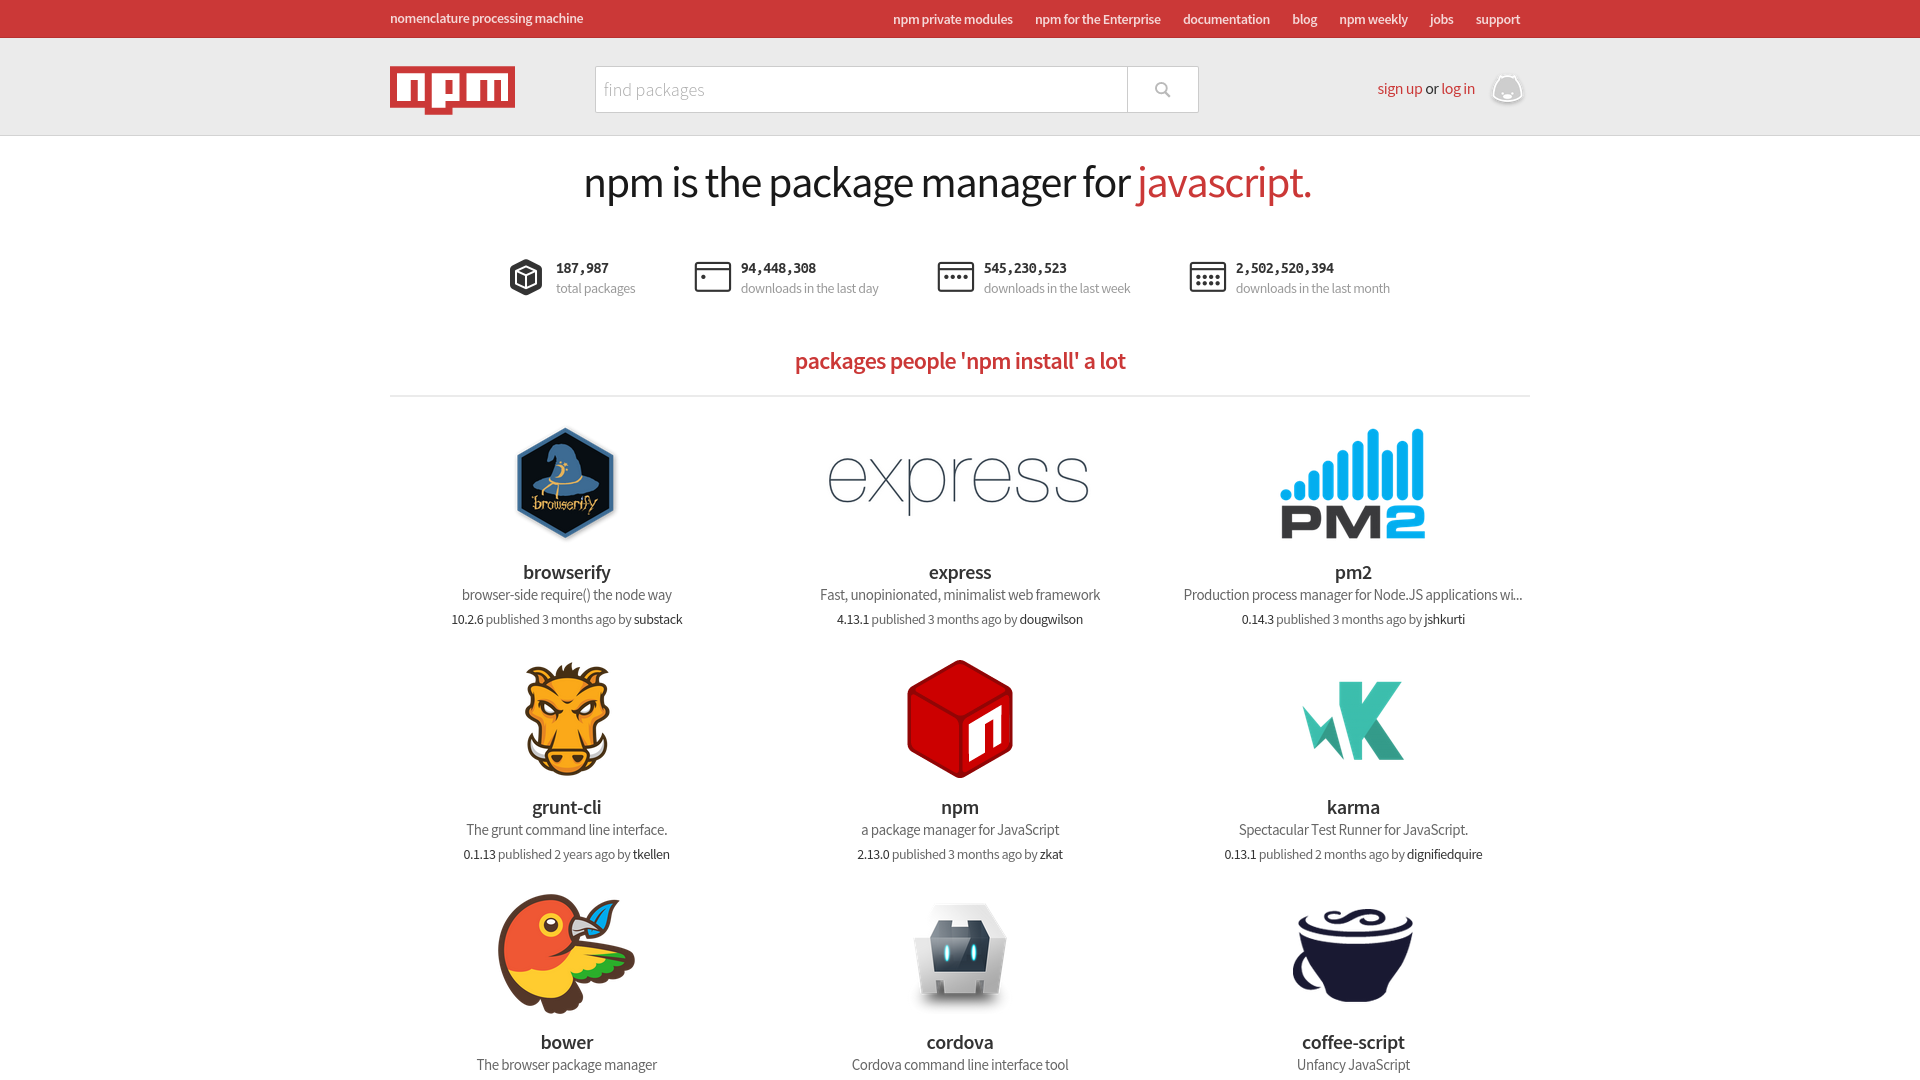 nomenclature processing machine
npm private modules npm for the Enterprise documentation blog npm weekly jobs support
npm
find packages
sign up or log in
npm is the package manager for javascript.
187,987
total packages
94,448,308
downloads in the last day
545,230,523
downloads in the last week
2,502,520,394
downloads in the last month
packages people 'npm install' a lot
browserify
express
PM2
browserify
browser-side require() the node way
10.2.6 published 3 months ago by substack
express
Fast, unopinionated, minimalist web framework
4.13.1 published 3 months ago by dougwilson
pm2
Production process manager for Node.JS applications wi...
0.14.3 published 3 months ago by jshkurti
n
K
grunt-cli
The grunt command line interface.
0.1.13 published 2 years ago by tkellen
npm
a package manager for JavaScript
2.13.0 published 3 months ago by zkat
karma
Spectacular Test Runner for JavaScript.
0.13.1 published 2 months ago by dignifiedquire
bower
The browser package manager
cordova
Cordova command line interface tool
coffee-script
Unfancy JavaScript